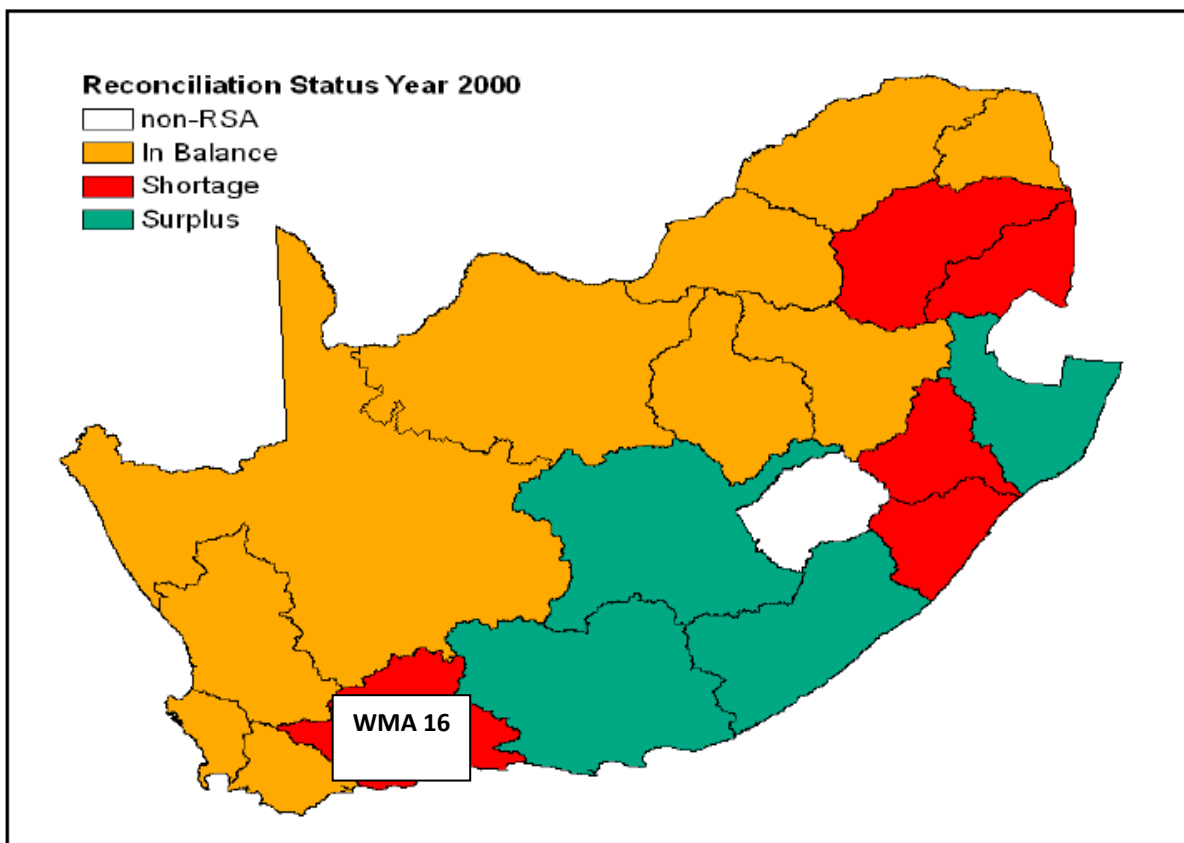 Reconciliation Status Year 2000
non-RSA
In Balance
Shortage
Surplus
WMA 16